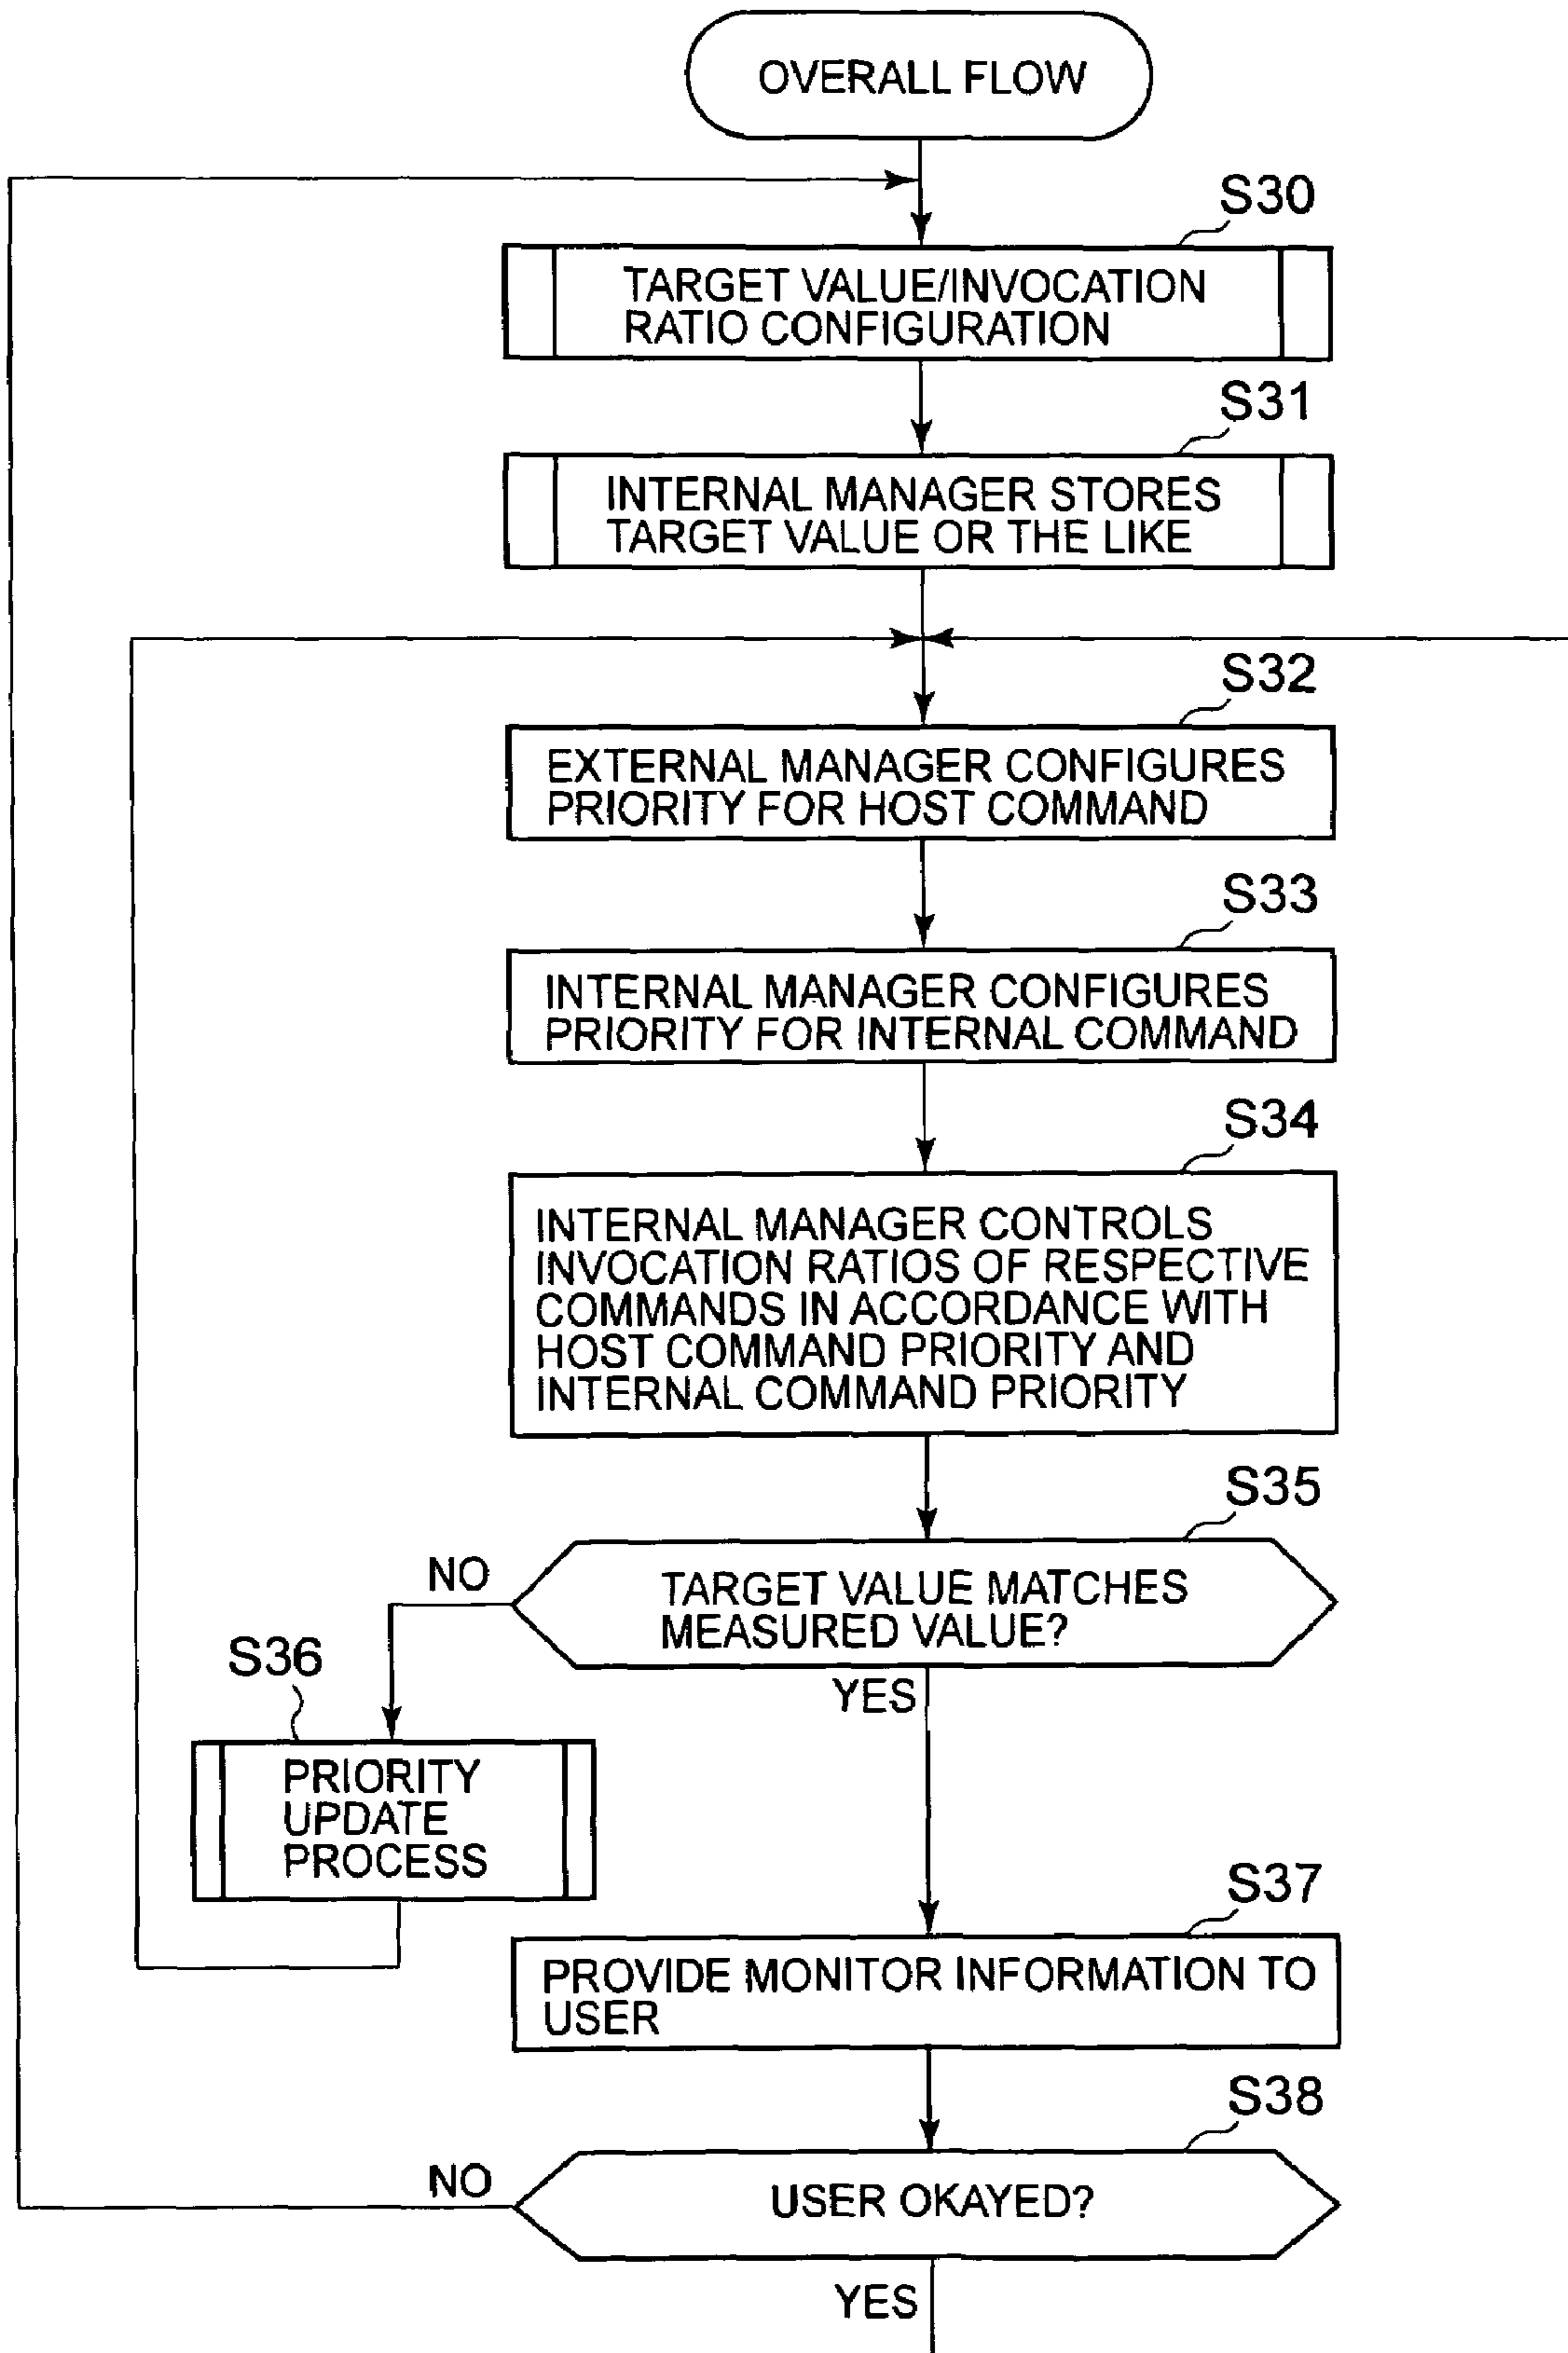 OVERALL FLOW
S30
TARGET VALUE/INVOCATION
RATIO CONFIGURATION
S31
INTERNAL MANAGER STORES
TARGET VALUE OR THE LIKE
S32
EXTERNAL MANAGER CONFIGURES
PRIORITY FOR HOST COMMAND
S33
INTERNAL MANAGER CONFIGURES
PRIORITY FOR INTERNAL COMMAND
S34
INTERNAL MANAGER CONTROLS
INVOCATION RATIOS OF RESPECTIVE
COMMANDS IN ACCORDANCE WITH
HOST COMMAND PRIORITY AND
INTERNAL COMMAND PRIORITY
S35
NO
TARGET VALUE MATCHES
MEASURED VALUE?
YES
S36
PRIORITY
UPDATE
PROCESS
S37
PROVIDE MONITOR INFORMATION TO
USER
S38
NO
USER OKAYED?
YES